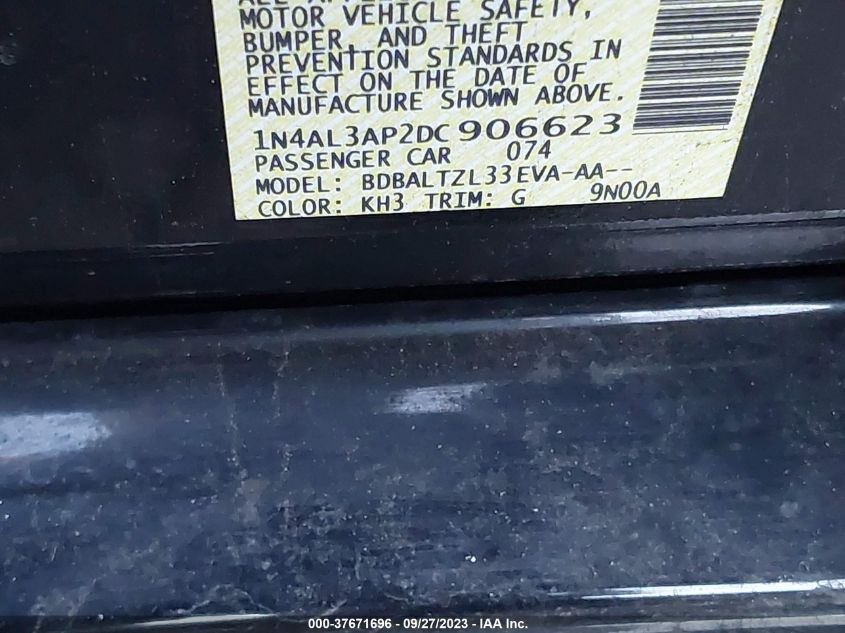 MOTOR VEHICLE SAFETY,
BUMPER, AND THEFT
PREVENTION STANDARDS IN
EFFECT ON THE DATE OF
MANUFACTURE SHOWN ABOVE.
1N4AL3AP2DC906623
PASSENGER CAR 074
MODEL: BDBALTZL33EVA-AA--
COLOR: KH3 TRIM: G 9N00A
000-37671696 - 09/27/2023 - IAA Inc.